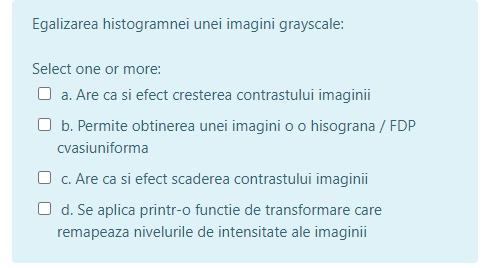 Egalizarea histogramnei unei imagini grayscale:
Select one or more:
a. Are ca si efect cresterea contrastului imaginii
b. Permite obtinerea unei imagini o o hisograna / FDP
cvasiuniforma
c. Are ca si efect scaderea contrastului imaginii
d. Se aplica printr-o functie de transformare care
remapeaza nivelurile de intensitate ale imaginii